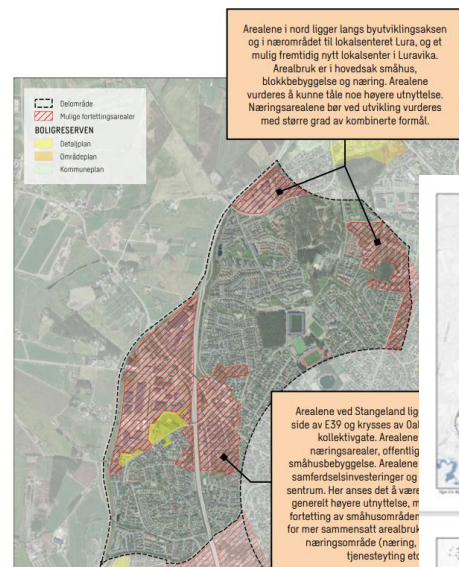 Arealene i nord ligger langs byutviklingsaksen
og i nærområdet til lokalsenteret Lura, og et
mulig fremtidig nytt lokalsenter i Luravika.
Arealbruk er i hovedsak småhus,
blokkbebyggelse og næring. Arealene
vurderes å kunne tåle noe høyere utnyttelse.
Næringsarealene bør ved utvikling vurderes
med større grad av kombinerte formål.
Delområde
Mulige fortettingsarealer
BOLIGRESERVEN
Detaljplan
Områdeplan
Kommuneplan
Arealene ved Stangeland lig
side av E39 og krysses av Oal
kollektivgate. Arealene
næringsarealer, offentlig
småhusbebyggelse. Arealene
samferdselsinvesteringer og
sentrum. Her anses det å være
generelt høyere utnyttelse, m
fortetting av småhusområden
for mer sammensatt arealbruk
næringsområde (næring,
tjenesteyting etc